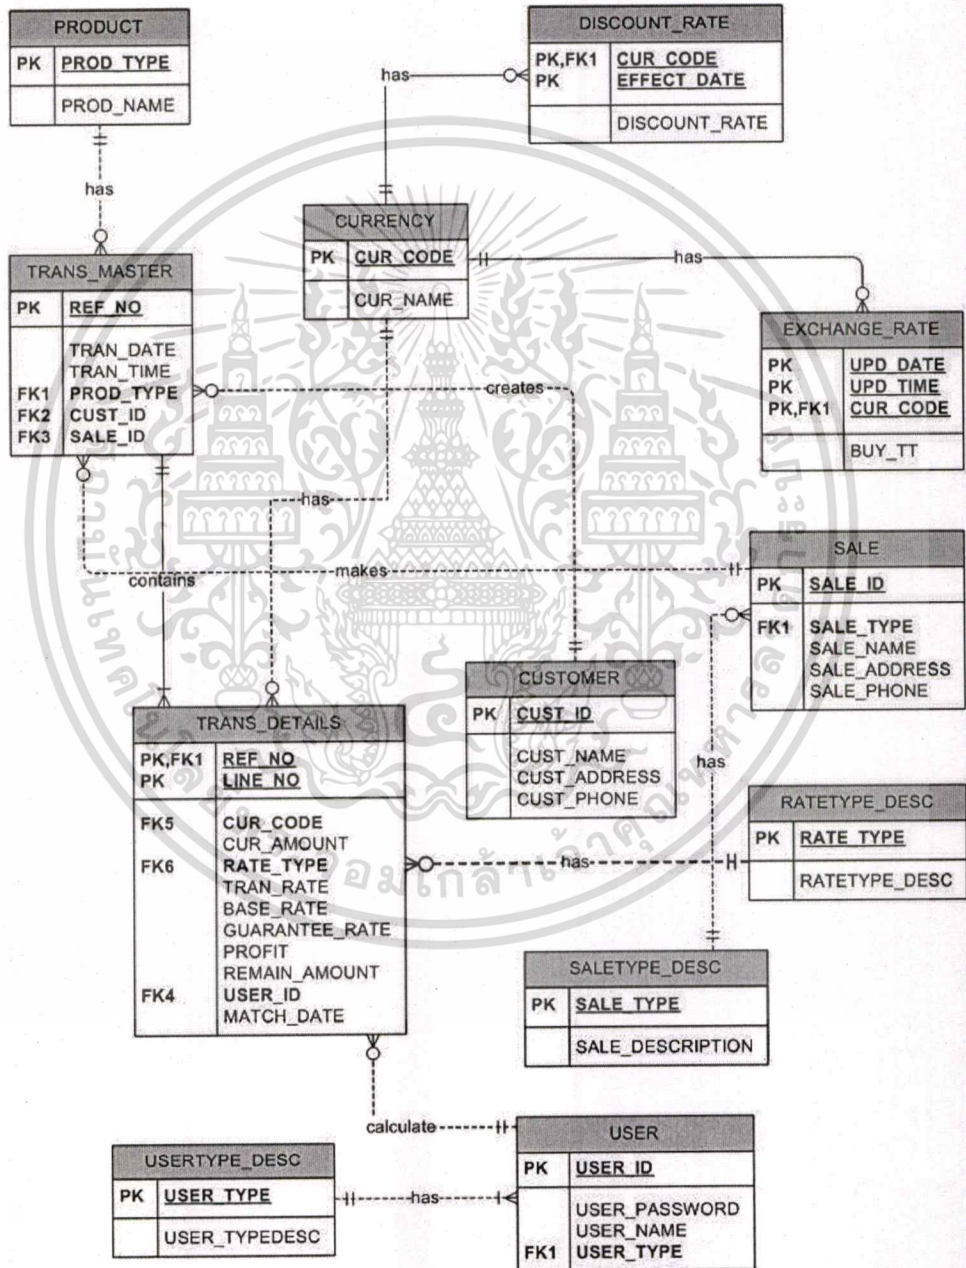 PRODUCT
PK PROD_TYPE
PROD_NAME
DISCOUNT_RATE
PK,FK1 CUR_CODE
PK EFFECT_DATE
DISCOUNT_RATE
has
has
CURRENCY
PK CUR_CODE
CUR_NAME
has
TRANS_MASTER
PK REF_NO
TRAN_DATE
TRAN_TIME
FK1 PROD_TYPE
FK2 CUST_ID
FK3 SALE_ID
EXCHANGE_RATE
PK UPD_DATE
PK UPD_TIME
PK,FK1 CUR_CODE
BUY_TT
creates
has
contains
makes
SALE
PK SALE_ID
FK1 SALE_TYPE
SALE_NAME
SALE_ADDRESS
SALE_PHONE
CUSTOMER
PK CUST_ID
CUST_NAME
CUST_ADDRESS
CUST_PHONE
TRANS_DETAILS
PK,FK1 REF_NO
PK LINE_NO
FK5 CUR_CODE
CUR_AMOUNT
FK6 RATE_TYPE
TRAN_RATE
BASE_RATE
GUARANTEE_RATE
PROFIT
REMAIN_AMOUNT
FK4 USER_ID
MATCH_DATE
has
RATETYPE_DESC
PK RATE_TYPE
RATETYPE_DESC
has
SALETYPE_DESC
PK SALE_TYPE
SALE_DESCRIPTION
calculate
USER
PK USER_ID
USER_PASSWORD
USER_NAME
FK1 USER_TYPE
has
USERTYPE_DESC
PK USER_TYPE
USER_TYPEDESC